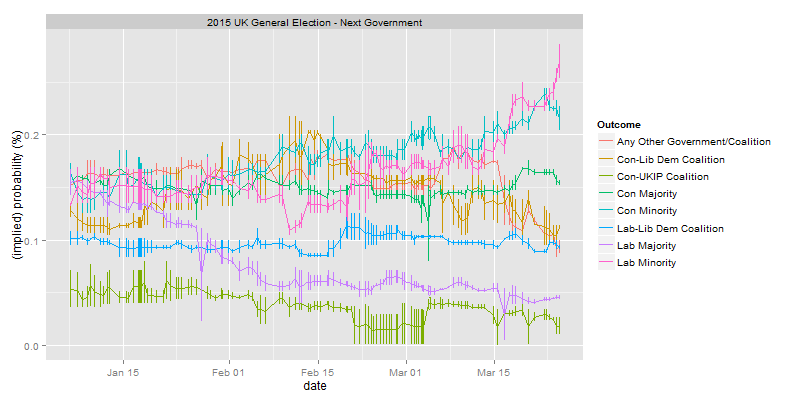 2015 UK General Election - Next Government
(implied) probability (%)
0.2
0.1
0.0
Jan 15
Feb 01
Feb 15
Mar 01
Mar 15
date
Outcome
Any Other Government/Coalition
Con-Lib Dem Coalition
Con-UKIP Coalition
Con Majority
Con Minority
Lab-Lib Dem Coalition
Lab Majority
Lab Minority